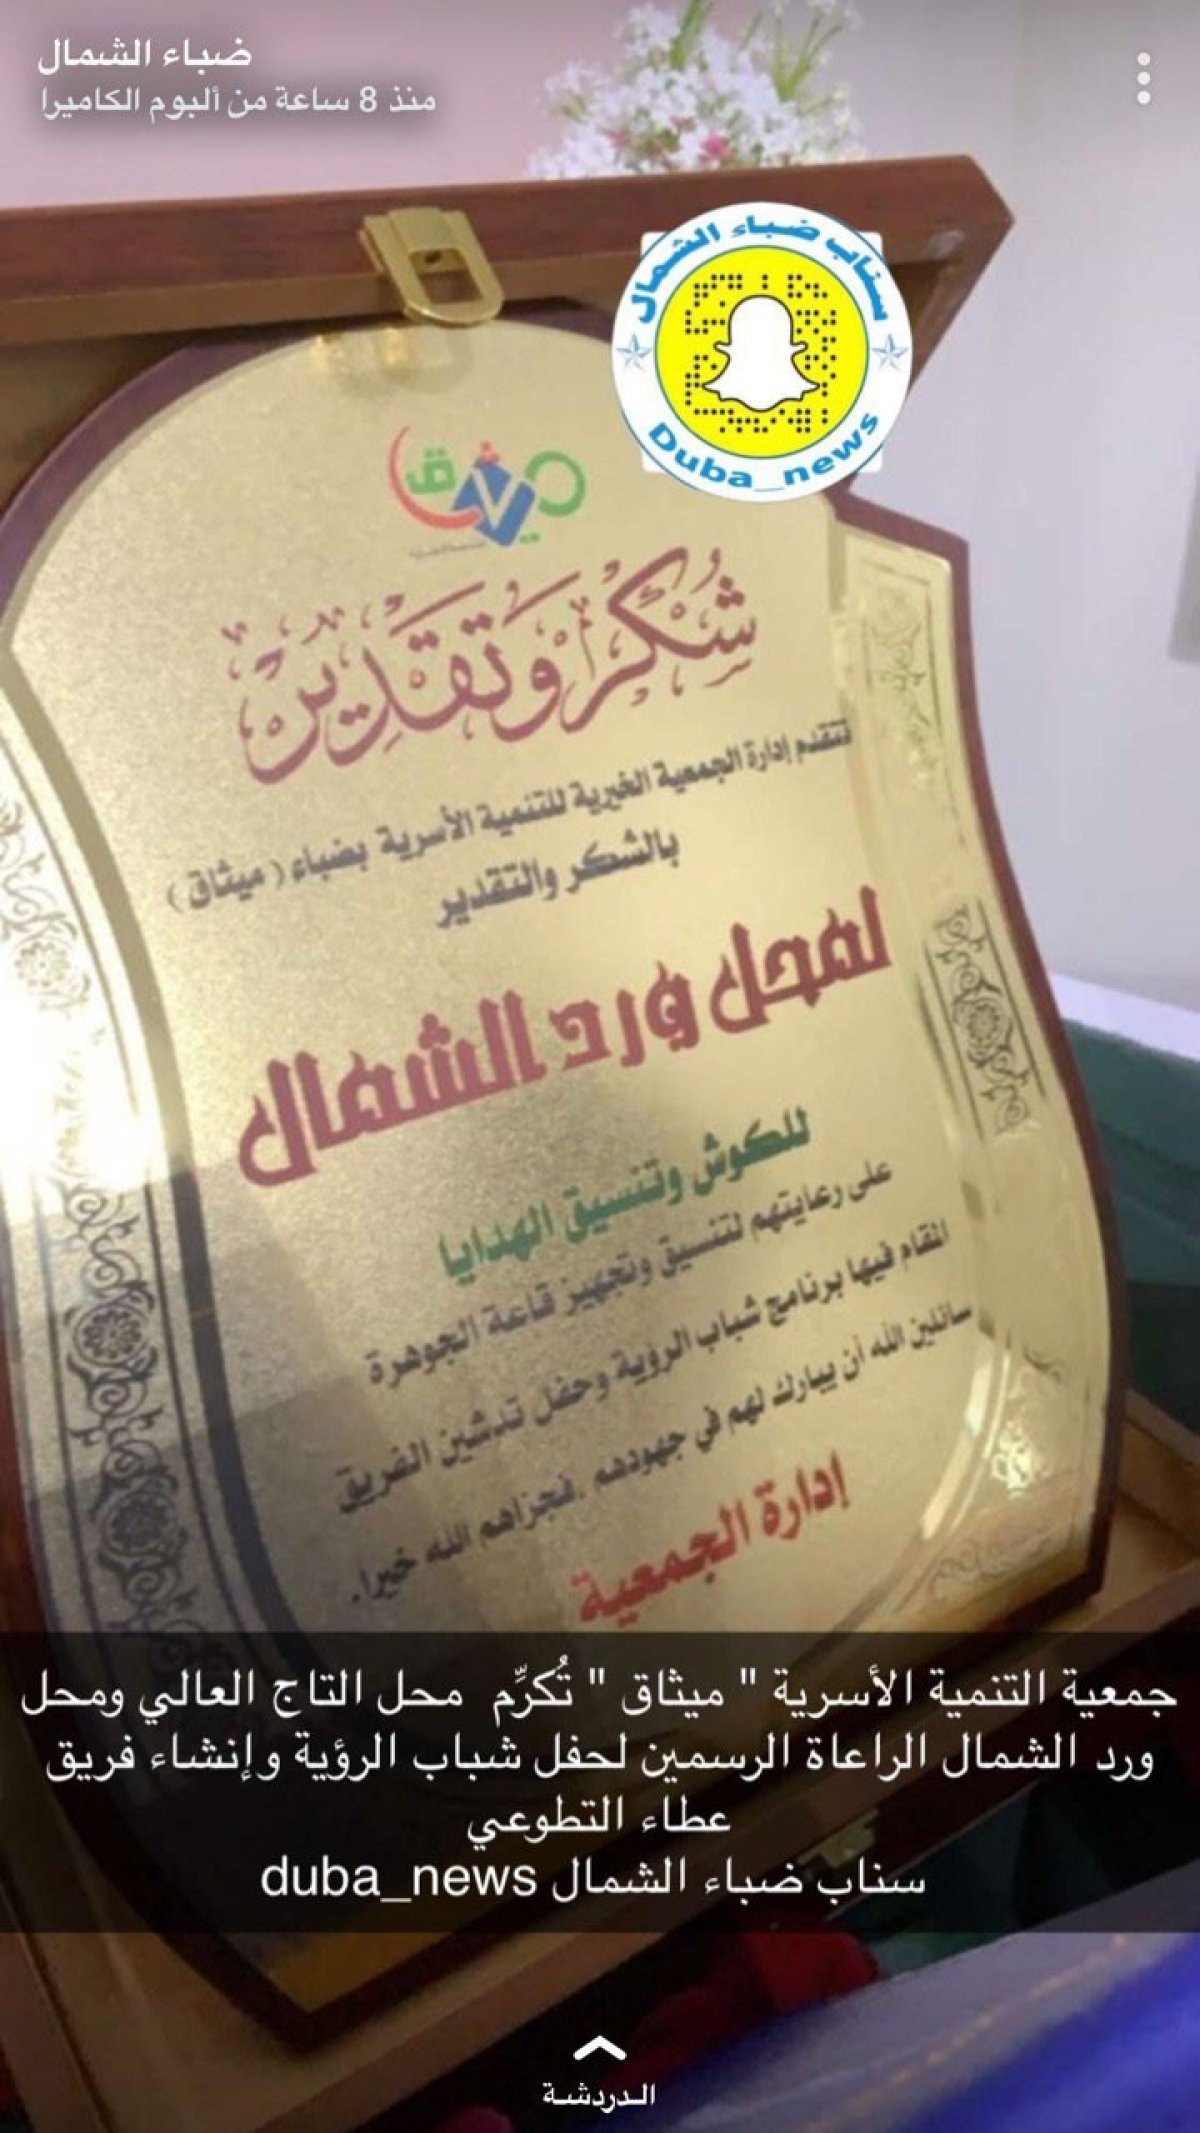 ضباء الشمال
منذ 8 ساعة من ألبوم الكاميرا
سناب ضباء الشمال
Duba_news
ميثاق
شكر وتقدير
تتقدم إدارة الجمعية الخيرية للتنمية الأسرية بضباء ( ميثاق )
بالشكر والتقدير
لمحل ورد الشمال
للكوش وتنسيق الهدايا
على رعايتهم لتنسيق وتجهيز قاعة الجوهرة
المقام فيها برنامج شباب الرؤية وحفل تدشين الفريق
سائلين الله أن يبارك لهم في جهودهم .فجزاهم الله خيرا.
إدارة الجمعية
جمعية التنمية الأسرية " ميثاق " تُكرِّم محل التاج العالي ومحل
ورد الشمال الراعاة الرسمين لحفل شباب الرؤية وإنشاء فريق
عطاء التطوعي
سناب ضباء الشمال duba_news
الدردشة